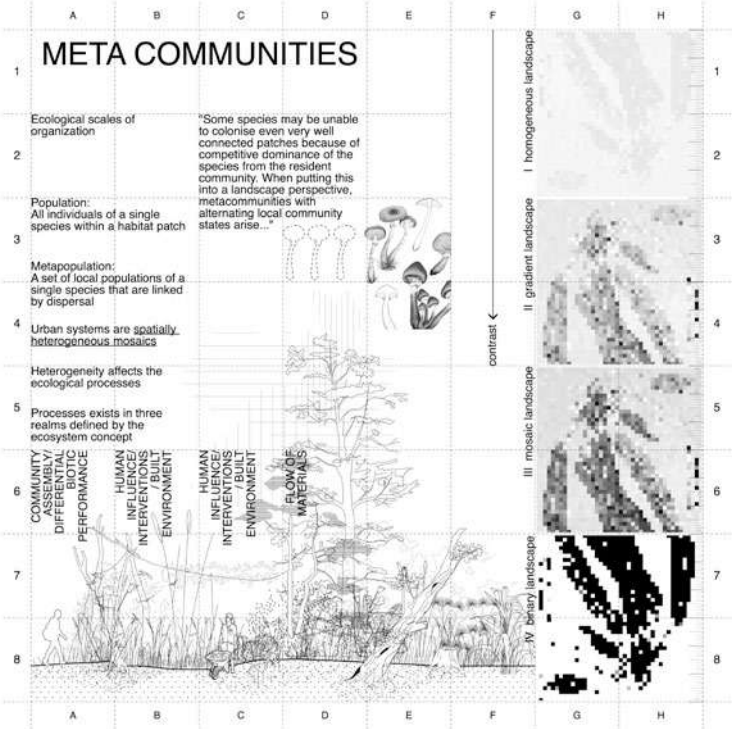 A B C D E F G H
META COMMUNITIES
1
1
Ecological scales of
organization
"Some species may be unable
to colonise even very well
connected patches because of
competitive dominance of the
species from the resident
community. When putting this
into a landscape perspective,
metacommunities with
alternating local community
states arise..."
2
2
Population:
All individuals of a single
species within a habitat patch
3
3
Metapopulation:
A set of local populations of a
single species that are linked
by dispersal
4
4
Urban systems are spatially
heterogeneous mosaics
Heterogeneity affects the
ecological processes
5
5
Processes exists in three
realms defined by the
ecosystem concept
COMMUNITY
ASSEMBLY/
DIFFERENTIAL
BIOTIC
PERFORMANCE
HUMAN
INFLUENCE/
INTERVENTIONS
/ BUILT
ENVIRONMENT
HUMAN
INFLUENCE/
INTERVENTIONS
/ BUILT
ENVIRONMENT
FLOW OF
MATERIALS
6
6
7
7
8
8
contrast
I homogeneous landscape
II gradient landscape
III mosaic landscape
IV binary landscape
A B C D E F G H